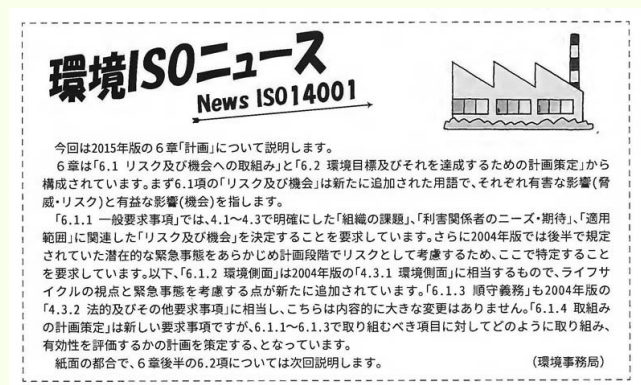 環境ISOニュース
News ISO14001
今回は2015年版の6章「計画」について説明します。
6章は「6.1 リスク及び機会への取組み」と「6.2 環境目標及びそれを達成するための計画策定」から
構成されています。まず6.1項の「リスク及び機会」は新たに追加された用語で、それぞれ有害な影響(脅
威・リスク)と有益な影響(機会)を指します。
「6.1.1 一般要求事項」では、4.1~4.3で明確にした「組織の課題」、「利害関係者のニーズ・期待」、「適用
範囲」に関連した「リスク及び機会」を決定することを要求しています。さらに2004年版では後半で規定
されていた潜在的な緊急事態をあらかじめ計画段階でリスクとして考慮するため、ここで特定すること
を要求しています。以下、「6.1.2 環境側面」は2004年版の「4.3.1 環境側面」に相当するもので、ライフサ
イクルの視点と緊急事態を考慮する点が新たに追加されています。「6.1.3 順守義務」も2004年版の
「4.3.2 法的及びその他要求事項」に相当し、こちらは内容的に大きな変更はありません。「6.1.4 取組み
の計画策定」は新しい要求事項ですが、6.1.1~6.1.3で取り組むべき項目に対してどのように取り組み、
有効性を評価するかの計画を策定する、となっています。
紙面の都合で、6章後半の6.2項については次回説明します。 (環境事務局)